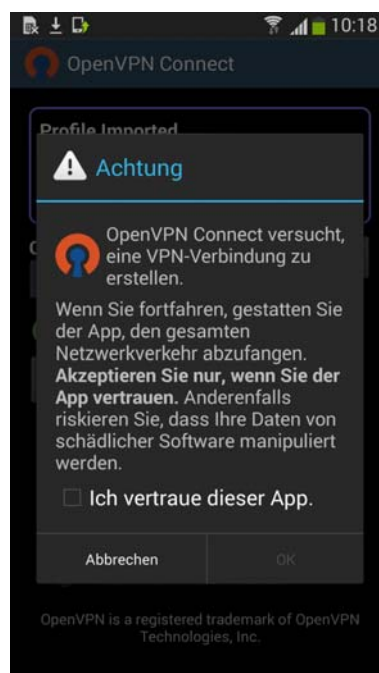 10:18
OpenVPN Connect
Profile Imported
Achtung
OpenVPN Connect versucht,
eine VPN-Verbindung zu
erstellen.
Wenn Sie fortfahren, gestatten Sie
der App, den gesamten
Netzwerkverkehr abzufangen.
Akzeptieren Sie nur, wenn Sie der
App vertrauen. Anderenfalls
riskieren Sie, dass Ihre Daten von
schädlicher Software manipuliert
werden.
Ich vertraue dieser App.
Abbrechen
OK
OpenVPN is a registered trademark of OpenVPN
Technologies, Inc.